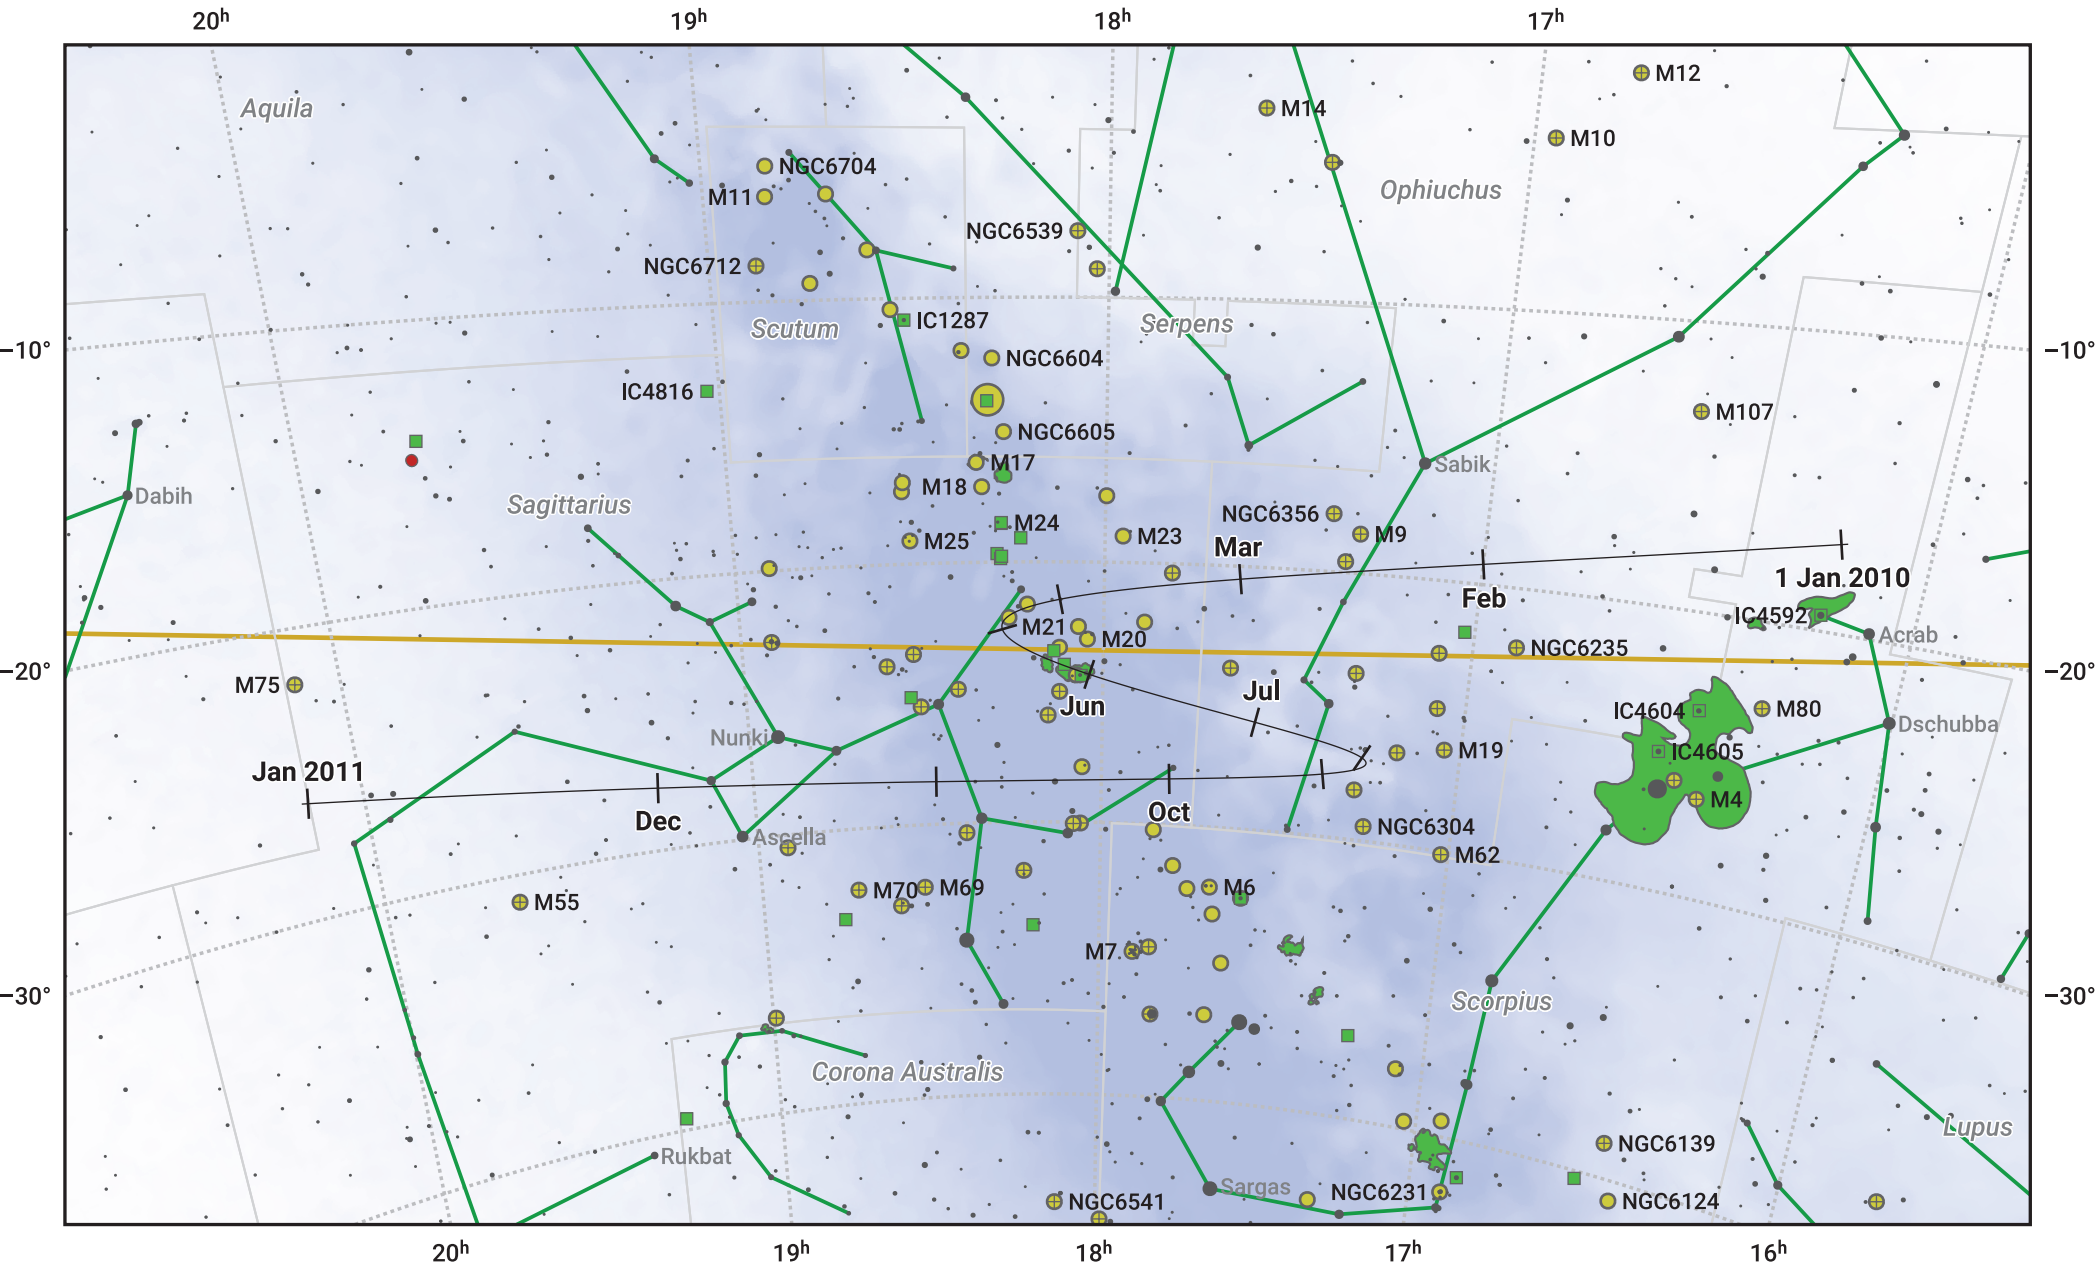 20h 19h 18h 17h
M12
Aquila
M14
M10
NGC6704
Ophiuchus
M11
NGC6539
NGC6712
IC1287
Scutum
Serpens
−10° −10°
NGC6604
IC4816
M107
NGC6605
M17
Sabik
M18
Dabih
Sagittarius
NGC6356
M24
M9
M23
M25
Mar
1 Jan 2010
Feb
IC4592
M21
Acrab
M20
NGC6235
−20° −20°
M75
Jul
Jun
IC4604
M80
Dschubba
Nunki
M19
IC4605
Jan 2011
M4
Oct
Dec
NGC6304
Ascella
M62
M70
M69
M6
M55
M7
−30° −30°
Scorpius
Corona Australis
Lupus
NGC6139
Rukbat
Sargas
NGC6231
NGC6541
NGC6124
20h 19h 18h 17h 16h